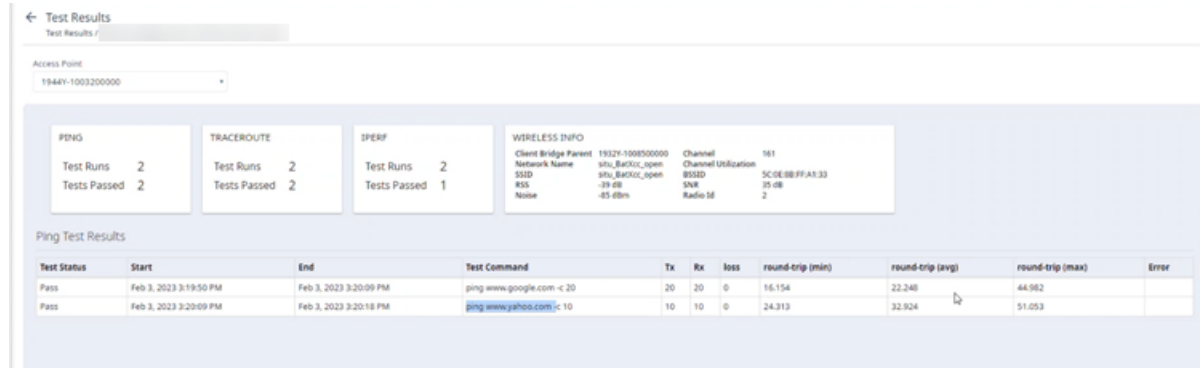 Test Results
Test Results /
Access Point
1944Y-1003200000
PING
Test Runs 2
Tests Passed 2
TRACEROUTE
Test Runs 2
Tests Passed 2
IPERF
Test Runs 2
Tests Passed 1
WIRELESS INFO
Client Bridge Parent 1932Y-1008500000 Channel 161
Network Name situ_BatXcc_open Channel Utilization
SSID situ_BatXcc_open BSSID 5C:0E:8B:FF:A1:33
RSS -39 dB SNR 35 dB
Noise -85 dBm Radio Id 2
Ping Test Results
Test Status Start End Test Command Tx Rx loss round-trip (min) round-trip (avg) round-trip (max) Error
Pass Feb 3, 2023 3:19:50 PM Feb 3, 2023 3:20:09 PM ping www.google.com -c 20 20 20 0 16.154 22.248 44.982
Pass Feb 3, 2023 3:20:09 PM Feb 3, 2023 3:20:18 PM ping www.yahoo.com -c 10 10 10 0 24.313 32.924 51.053